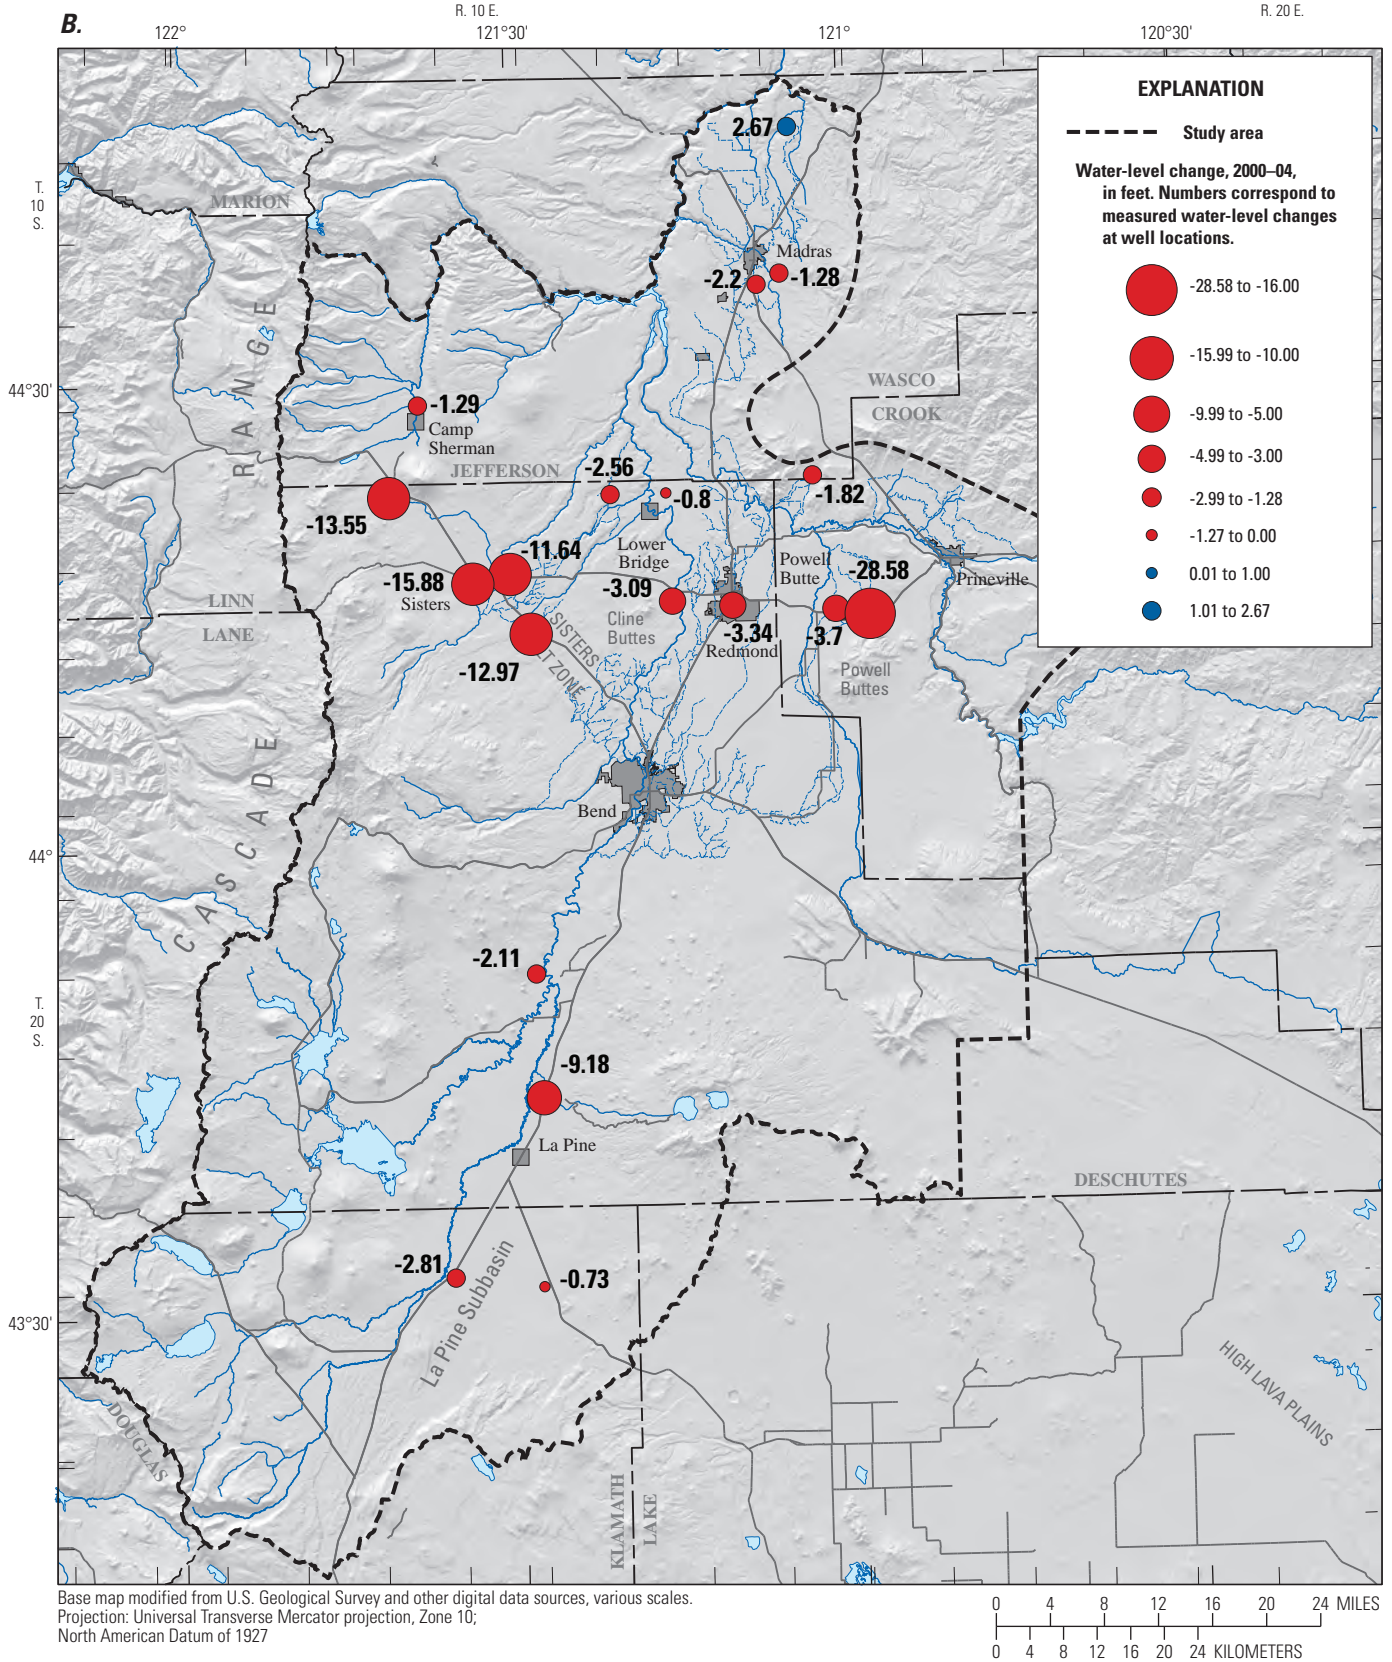 B.
R. 10 E.
R. 20 E.
122°
121°30'
121°
120°30'
EXPLANATION
Study area
Water-level change, 2000–04,
in feet. Numbers correspond to
measured water-level changes
at well locations.
-28.58 to -16.00
-15.99 to -10.00
-9.99 to -5.00
-4.99 to -3.00
-2.99 to -1.28
-1.27 to 0.00
0.01 to 1.00
1.01 to 2.67
2.67
T.
10
S.
MARION
Madras
-2.2
-1.28
44°30'
WASCO
CROOK
-1.29
Camp
Sherman
JEFFERSON
-2.56
-0.8
-1.82
-13.55
-11.64
Lower
Bridge
Powell
Butte
-28.58
Prineville
-15.88
Sisters
-3.09
LINN
LANE
Cline
Buttes
-3.34
Redmond
-3.7
SISTERS
LT ZONE
-12.97
Powell
Buttes
CASCADE RANGE
Bend
44°
-2.11
T.
20
S.
-9.18
La Pine
DESCHUTES
-2.81
-0.73
La Pine Subbasin
43°30'
HIGH LAVA PLAINS
DOUGLAS
KLAMATH
LAKE
Base map modified from U.S. Geological Survey and other digital data sources, various scales.
Projection: Universal Transverse Mercator projection, Zone 10;
North American Datum of 1927
0 4 8 12 16 20 24 MILES
0 4 8 12 16 20 24 KILOMETERS